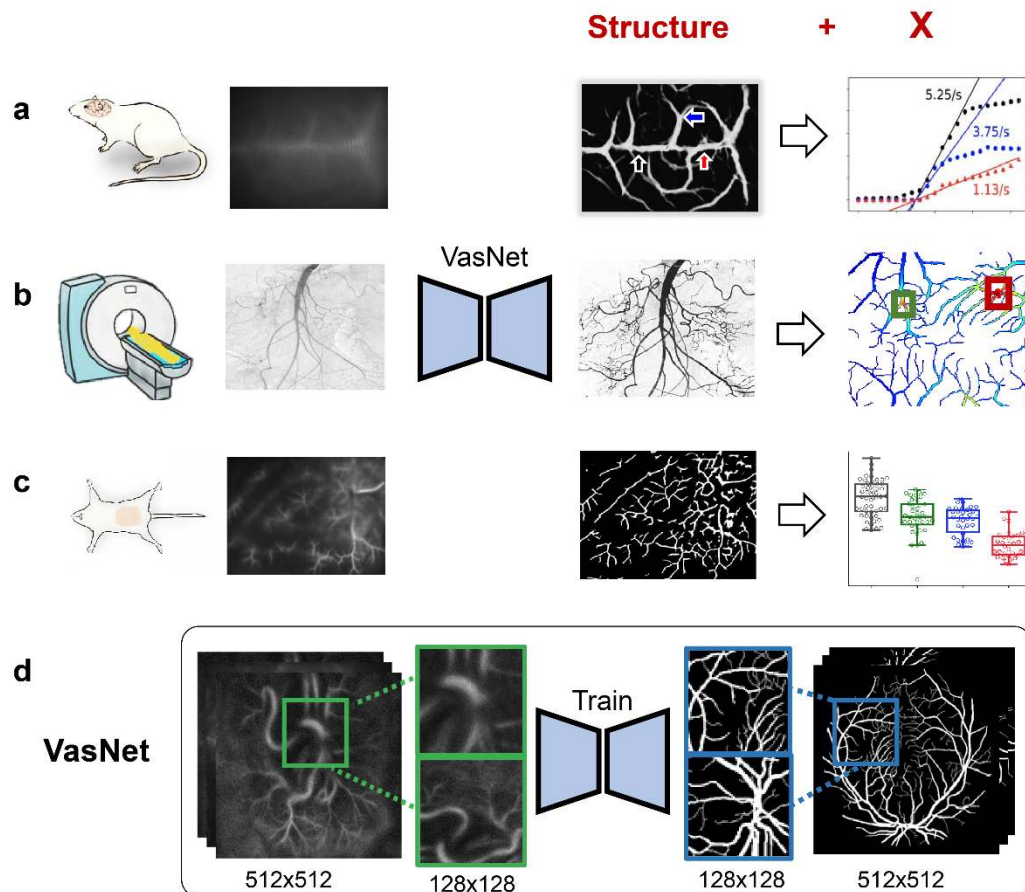 Structure + X
a
5.25/s
3.75/s
1.13/s
VasNet
b
c
d
Train
VasNet
512x512
128x128
128x128
512x512